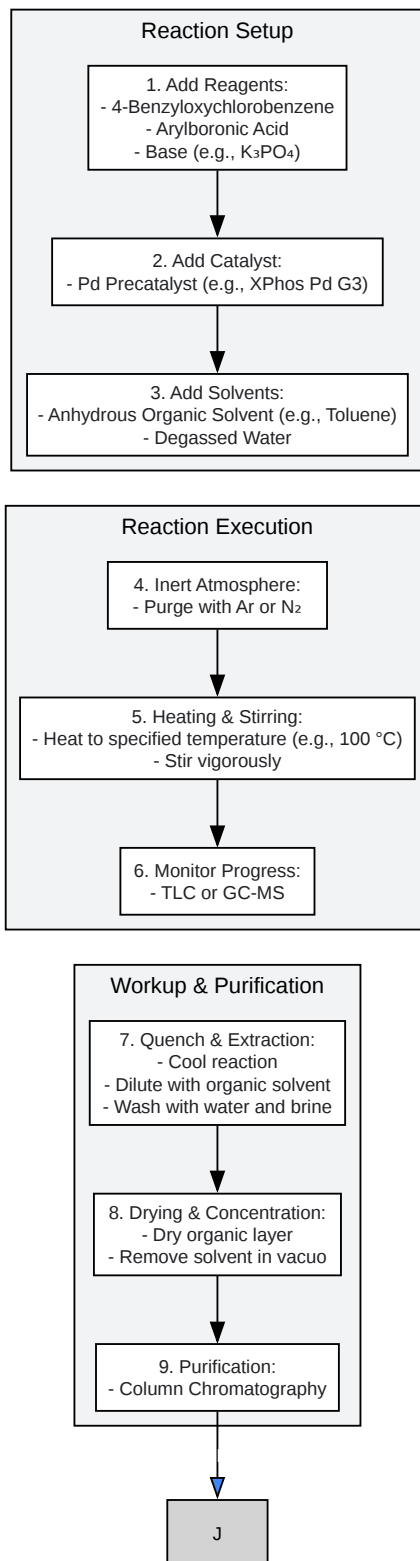 Reaction Setup
1. Add Reagents:
- 4-Benzyloxychlorobenzene
- Arylboronic Acid
- Base (e.g., K₃PO₄)
2. Add Catalyst:
- Pd Precatalyst (e.g., XPhos Pd G3)
3. Add Solvents:
- Anhydrous Organic Solvent (e.g., Toluene)
- Degassed Water
Reaction Execution
4. Inert Atmosphere:
- Purge with Ar or N₂
5. Heating & Stirring:
- Heat to specified temperature (e.g., 100 °C)
- Stir vigorously
6. Monitor Progress:
- TLC or GC-MS
Workup & Purification
7. Quench & Extraction:
- Cool reaction
- Dilute with organic solvent
- Wash with water and brine
8. Drying & Concentration:
- Dry organic layer
- Remove solvent in vacuo
9. Purification:
- Column Chromatography
J